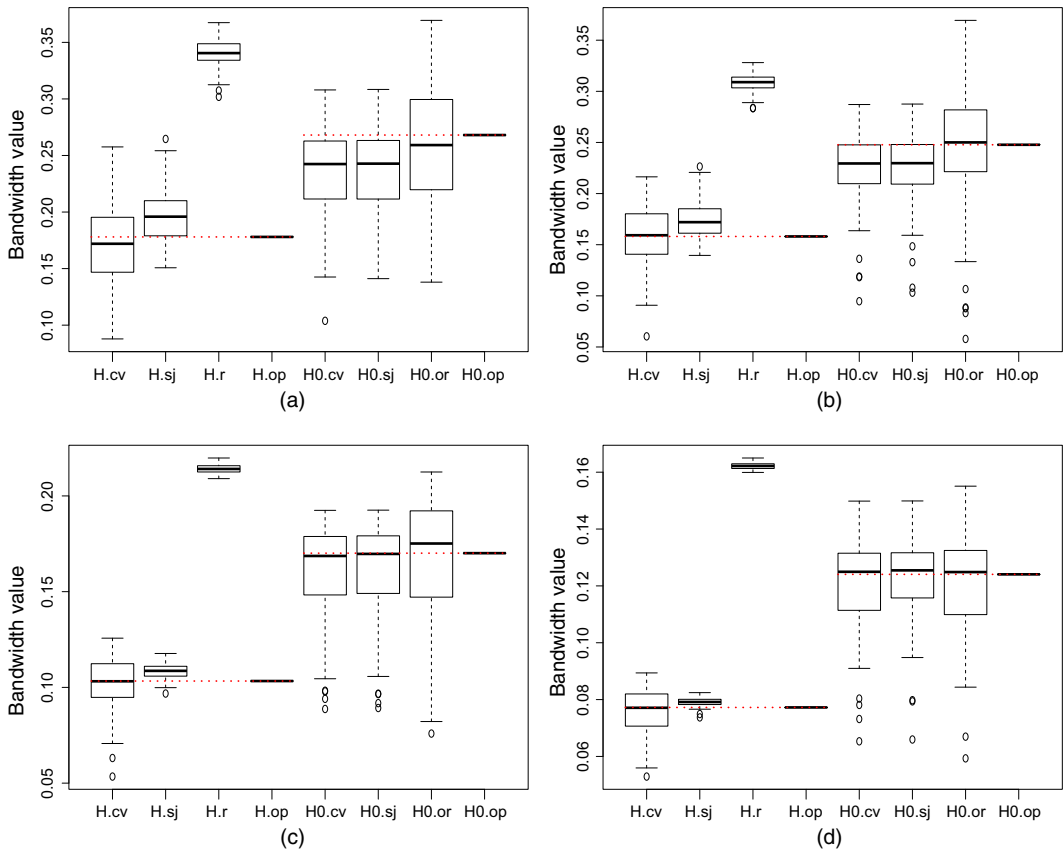 Bandwidth value
0.35
0.30
0.25
0.20
0.15
0.10
H.cv H.sj H.r H.op H0.cv H0.sj H0.or H0.op
(a)
Bandwidth value
0.35
0.30
0.25
0.20
0.15
0.10
0.05
H.cv H.sj H.r H.op H0.cv H0.sj H0.or H0.op
(b)
Bandwidth value
0.20
0.15
0.10
0.05
H.cv H.sj H.r H.op H0.cv H0.sj H0.or H0.op
(c)
Bandwidth value
0.16
0.14
0.12
0.10
0.08
0.06
H.cv H.sj H.r H.op H0.cv H0.sj H0.or H0.op
(d)